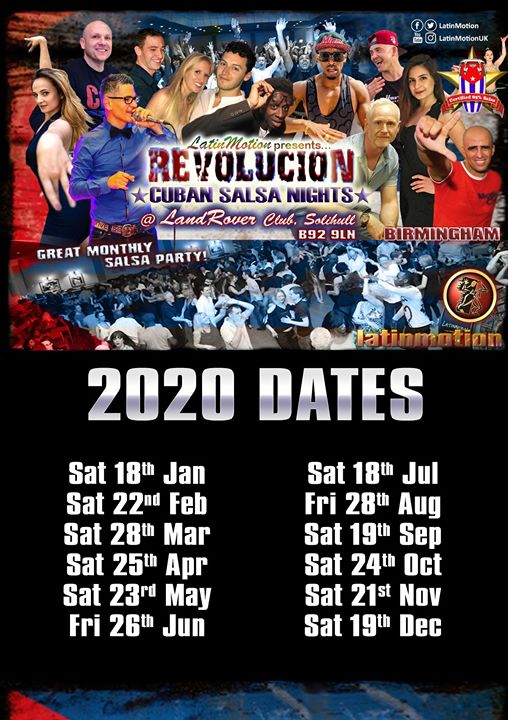 LatinMotion
LatinMotionUK
Certified 95% Salsa
LatinMotion presents...
REVOLUCION
CUBAN SALSA NIGHTS
@ LandRover Club, Solihull
B92 9LN
BIRMINGHAM
GREAT MONTHLY
SALSA PARTY!
latinmotion
2020 DATES
Sat 18th Jan
Sat 22nd Feb
Sat 28th Mar
Sat 25th Apr
Sat 23rd May
Fri 26th Jun
Sat 18th Jul
Fri 28th Aug
Sat 19th Sep
Sat 24th Oct
Sat 21st Nov
Sat 19th Dec